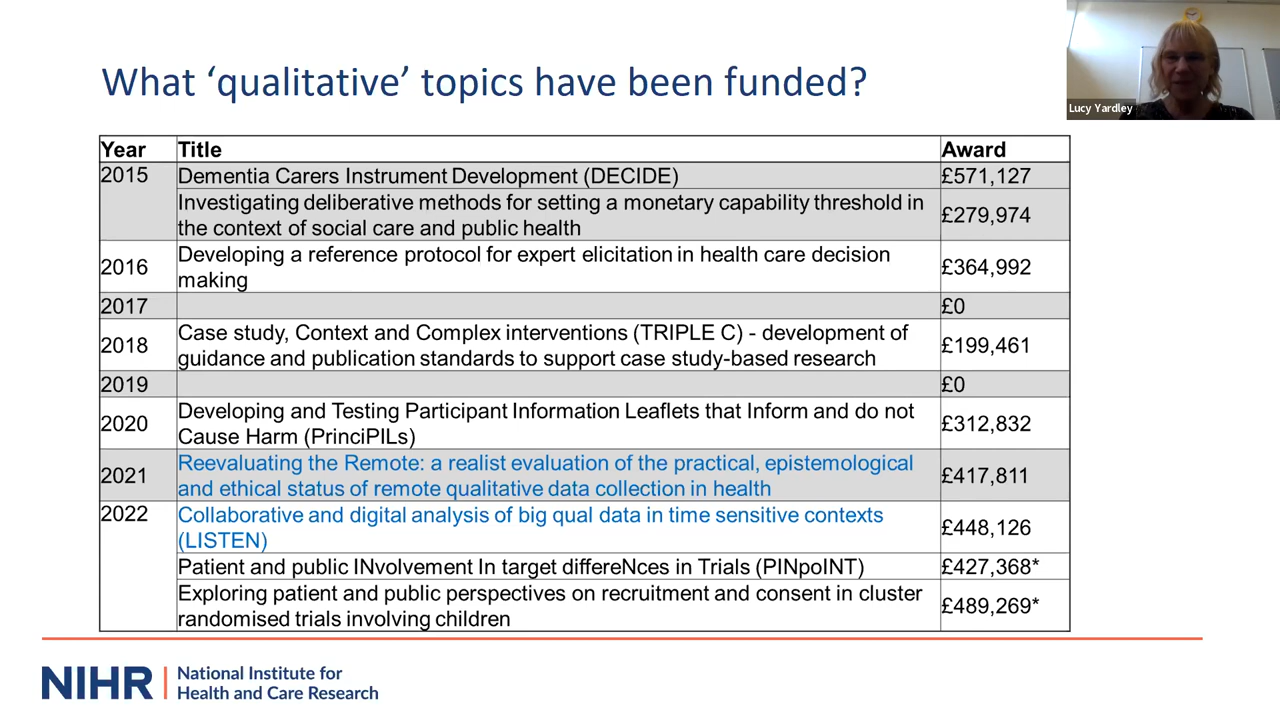 What ‘qualitative’ topics have been funded?
Lucy Yardley
Year Title Award
2015 Dementia Carers Instrument Development (DECIDE) £571,127
Investigating deliberative methods for setting a monetary capability threshold in
the context of social care and public health £279,974
2016 Developing a reference protocol for expert elicitation in health care decision
making £364,992
2017 £0
2018 Case study, Context and Complex interventions (TRIPLE C) - development of
guidance and publication standards to support case study-based research £199,461
2019 £0
2020 Developing and Testing Participant Information Leaflets that Inform and do not
Cause Harm (PrinciPILs) £312,832
2021 Reevaluating the Remote: a realist evaluation of the practical, epistemological
and ethical status of remote qualitative data collection in health £417,811
2022 Collaborative and digital analysis of big qual data in time sensitive contexts
(LISTEN) £448,126
Patient and public INvolvement In target differeNces in Trials (PINpoINT) £427,368*
Exploring patient and public perspectives on recruitment and consent in cluster
randomised trials involving children £489,269*
NIHR National Institute for
Health and Care Research